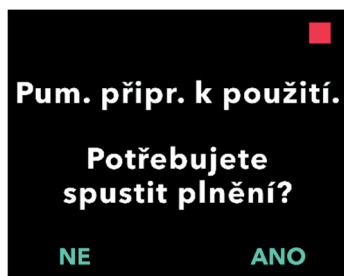 Pum. připr. k použití.
Potřebujete
spustit plnění?
NE ANO